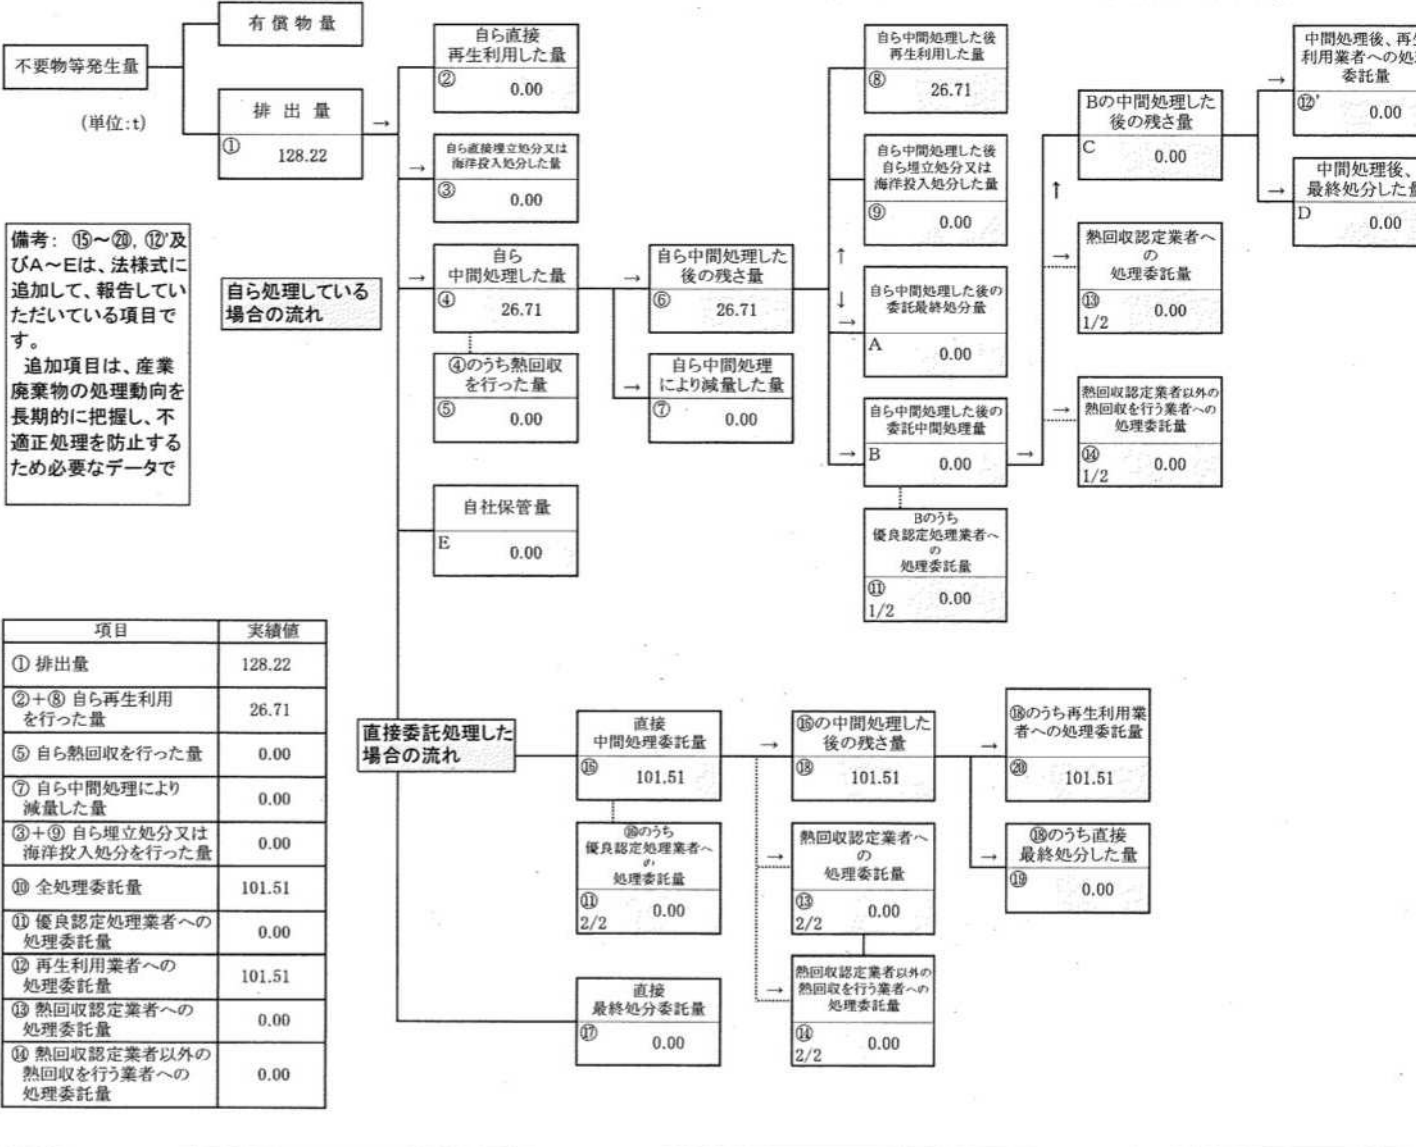 不要物等発生量
(単位:t)
有 償 物 量
排 出 量
① 128.22
→
自ら直接
再生利用した量
② 0.00
→
自ら直接埋立処分又は
海洋投入処分した量
③ 0.00
→
自ら
中間処理した量
④ 26.71
④のうち熱回収
を行った量
⑤ 0.00
→
自ら中間処理した
後の残さ量
⑥ 26.71
→
自ら中間処理
により減量した量
⑦ 0.00
自ら中間処理した後
再生利用した量
⑧ 26.71
自ら中間処理した後
自ら埋立処分又は
海洋投入処分した量
⑨ 0.00
↑
↓
→
自ら中間処理した後の
委託最終処分量
A 0.00
→
自ら中間処理した後の
委託中間処理量
B 0.00
→
Bのうち
優良認定処理業者へ
の
処理委託量
⑪ 0.00
1/2
↑
Bの中間処理した
後の残さ量
C 0.00
→
熱回収認定業者へ
の
処理委託量
⑬ 0.00
1/2
→
熱回収認定業者以外の
熱回収を行う業者への
処理委託量
⑭ 0.00
1/2
→
中間処理後、再生
利用業者への処理
委託量
⑫' 0.00
→
中間処理後、
最終処分した量
D 0.00
備考: ⑮~⑳, ⑫'及
びA~Eは、法様式に
追加して、報告してい
ただいている項目で
す。
追加項目は、産業
廃棄物の処理動向を
長期的に把握し、不
適正処理を防止する
ため必要なデータで
自ら処理している
場合の流れ
自社保管量
E 0.00
項目 実績値
① 排出量 128.22
②+⑧ 自ら再生利用
を行った量 26.71
⑤ 自ら熱回収を行った量 0.00
⑦ 自ら中間処理により
減量した量 0.00
③+⑨ 自ら埋立処分又は
海洋投入処分を行った量 0.00
⑩ 全処理委託量 101.51
⑪ 優良認定処理業者への
処理委託量 0.00
⑫ 再生利用業者への
処理委託量 101.51
⑬ 熱回収認定業者への
処理委託量 0.00
⑭ 熱回収認定業者以外の
熱回収を行う業者への
処理委託量 0.00
直接委託処理した
場合の流れ
直接
中間処理委託量
⑯ 101.51
⑯のうち
優良認定処理業者へ
の
処理委託量
⑪ 0.00
2/2
直接
最終処分委託量
⑰ 0.00
→
⑯の中間処理した
後の残さ量
⑱ 101.51
→
熱回収認定業者へ
の
処理委託量
⑬ 0.00
2/2
→
熱回収認定業者以外の
熱回収を行う業者への
処理委託量
⑭ 0.00
2/2
→
⑱のうち再生利用業
者への処理委託量
⑳ 101.51
→
⑱のうち直接
最終処分した量
⑲ 0.00